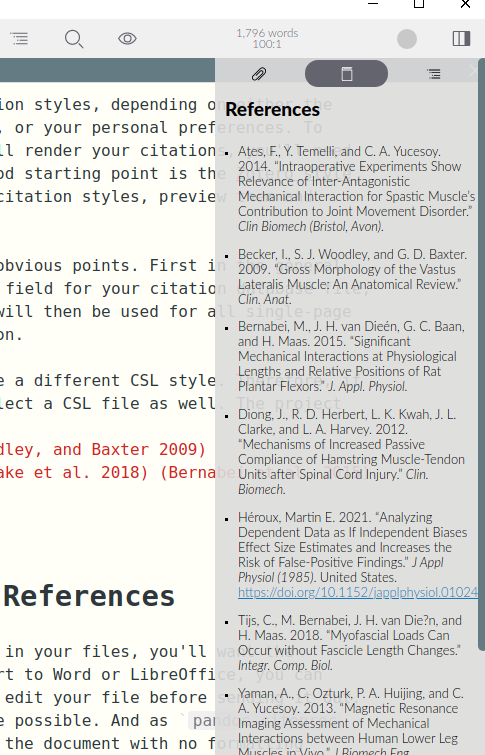 1,796 words
100:1
ion styles, depending on
, or your personal preferences. To
ll render your citations,
od starting point is the
citation styles, preview
obvious points. First in
field for your citation
will then be used for all single-page
on.
e a different CSL style.
lect a CSL file as well. The project
dley, and Baxter 2009)
ake et al. 2018) (Bernabei
References
in your files, you'll
rt to Word or LibreOffice, you can
edit your file before
e possible. And as `pandoc
the document with no
References
Ates, F., Y. Temelli, and C. A. Yucesoy.
2014. “Intraoperative Experiments Show
Relevance of Inter-Antagonistic
Mechanical Interaction for Spastic Muscle’s
Contribution to Joint Movement Disorder.”
Clin Biomech (Bristol, Avon).
Becker, I., S. J. Woodley, and G. D. Baxter.
2009. “Gross Morphology of the Vastus
Lateralis Muscle: An Anatomical Review.”
Clin. Anat.
Bernabei, M., J. H. van Dieën, G. C. Baan,
and H. Maas. 2015. “Significant
Mechanical Interactions at Physiological
Lengths and Relative Positions of Rat
Plantar Flexors.” J. Appl. Physiol.
Diong, J., R. D. Herbert, L. K. Kwah, J. L.
Clarke, and L. A. Harvey. 2012.
“Mechanisms of Increased Passive
Compliance of Hamstring Muscle-Tendon
Units after Spinal Cord Injury.” Clin.
Biomech.
Héroux, Martin E. 2021. “Analyzing
Dependent Data as If Independent Biases
Effect Size Estimates and Increases the
Risk of False-Positive Findings.” J Appl
Physiol (1985). United States.
https://doi.org/10.1152/japplphysiol.01024
Tijs, C., M. Bernabei, J. H. van Die?n, and
H. Maas. 2018. “Myofascial Loads Can
Occur without Fascicle Length Changes.”
Integr. Comp. Biol.
Yaman, A., C. Ozturk, P. A. Huijing, and C.
A. Yucesoy. 2013. “Magnetic Resonance
Imaging Assessment of Mechanical
Interactions between Human Lower Leg
Muscles in Vivo.” J Biomech Eng.